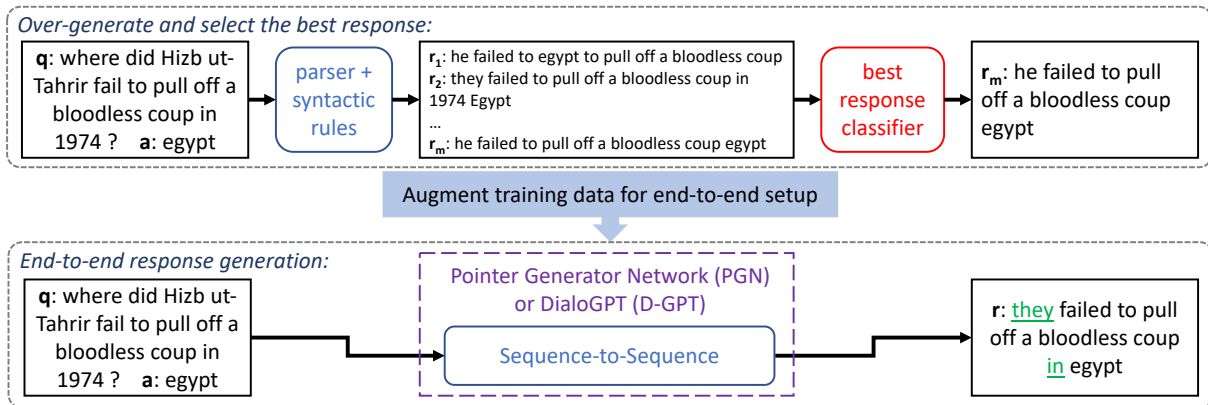 Over-generate and select the best response:
q: where did Hizb ut-
Tahrir fail to pull off a
bloodless coup in
1974 ? a: egypt
parser +
syntactic
rules
r1: he failed to egypt to pull off a bloodless coup
r2: they failed to pull off a bloodless coup in
1974 Egypt
...
rm: he failed to pull off a bloodless coup egypt
best
response
classifier
rm: he failed to pull
off a bloodless coup
egypt
Augment training data for end-to-end setup
End-to-end response generation:
q: where did Hizb ut-
Tahrir fail to pull off a
bloodless coup in
1974 ? a: egypt
Pointer Generator Network (PGN)
or DialoGPT (D-GPT)
Sequence-to-Sequence
r: they failed to pull
off a bloodless coup
in egypt